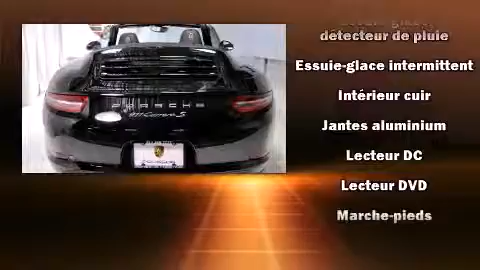 détecteur de pluie
Essuie-glace intermittent
Intérieur cuir
Jantes aluminium
Lecteur DC
Lecteur DVD
Marche-pieds
PORSCHE
911 Carrera S